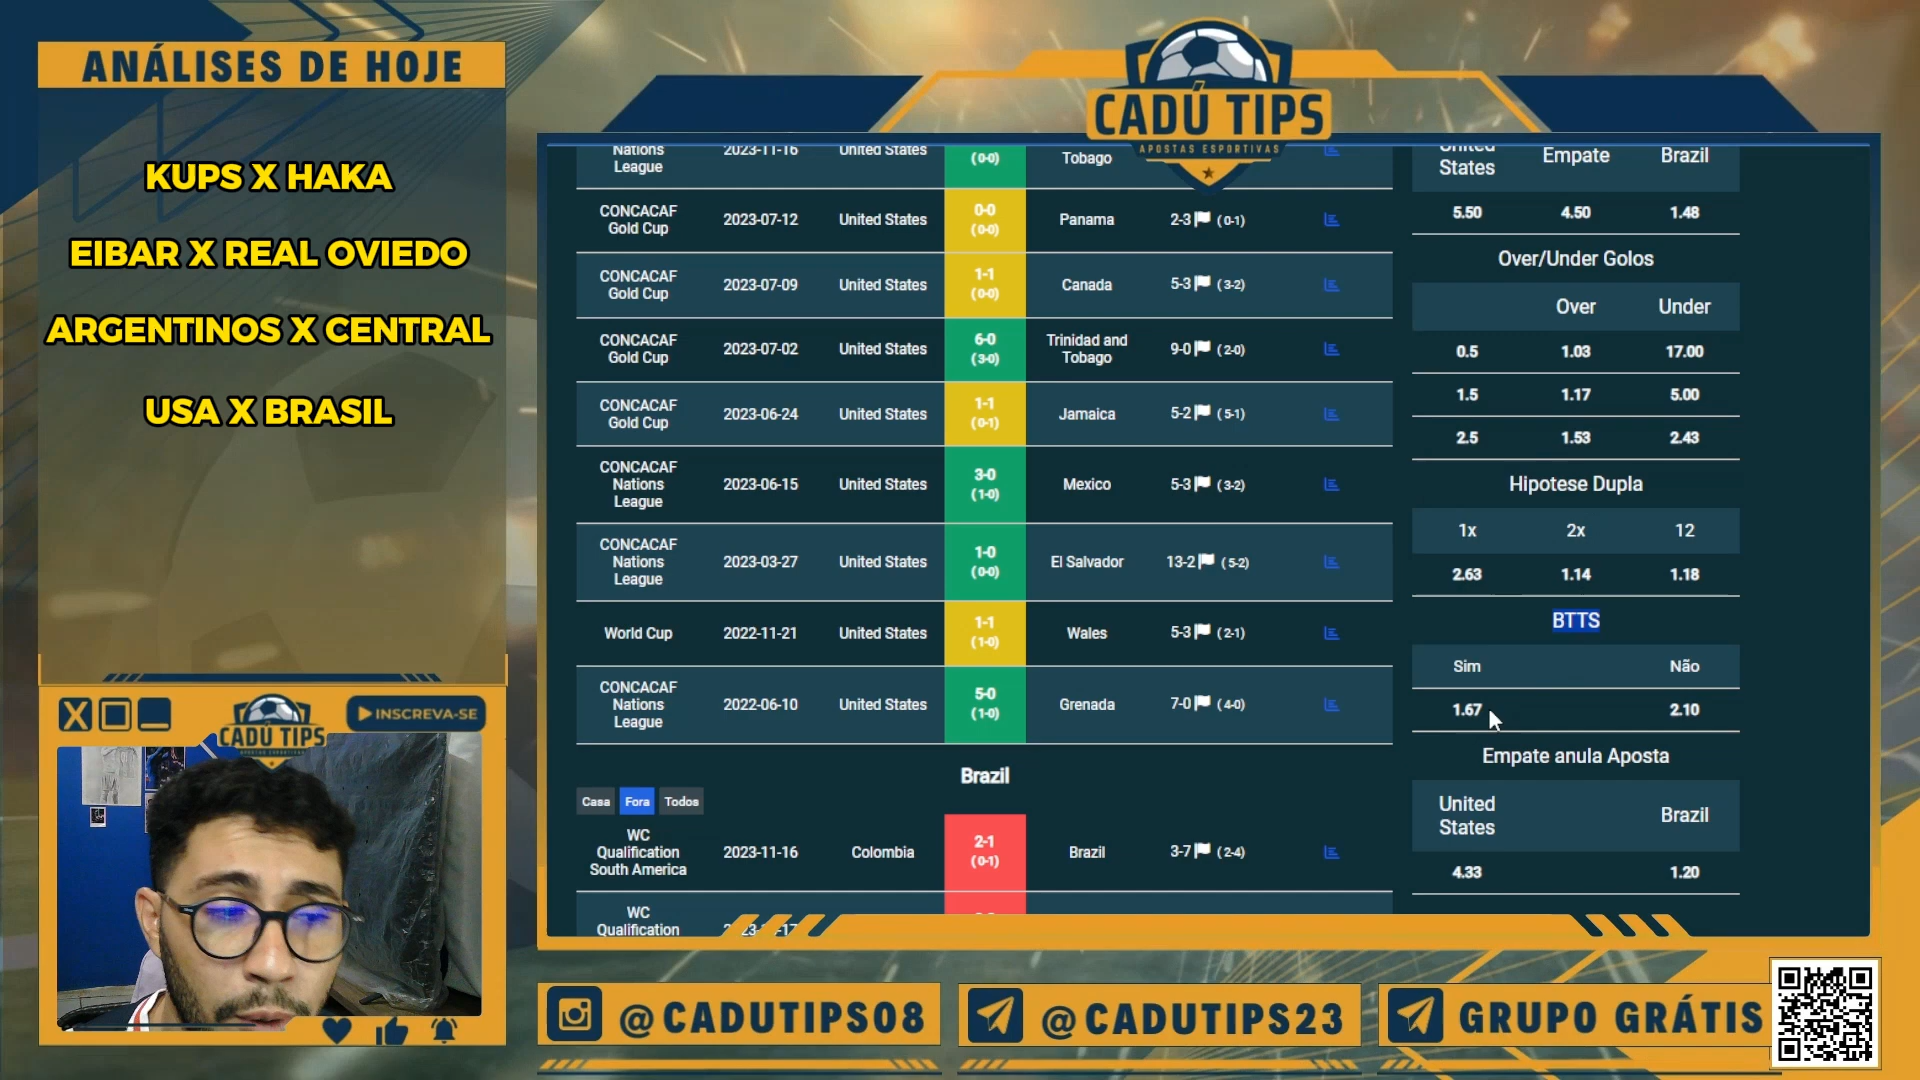 ANÁLISES DE HOJE
KUPS X HAKA
EIBAR X REAL OVIEDO
ARGENTINOS X CENTRAL
USA X BRASIL
CADÚ TIPS
APOSTAS ESPORTIVAS
Nations League 2023-11-16 United States (0-0) Tobago
CONCACAF Gold Cup 2023-07-12 United States 0-0 (0-0) Panama 2-3 (0-1)
CONCACAF Gold Cup 2023-07-09 United States 1-1 (0-0) Canada 5-3 (3-2)
CONCACAF Gold Cup 2023-07-02 United States 6-0 (3-0) Trinidad and Tobago 9-0 (2-0)
CONCACAF Gold Cup 2023-06-24 United States 1-1 (0-1) Jamaica 5-2 (5-1)
CONCACAF Nations League 2023-06-15 United States 3-0 (1-0) Mexico 5-3 (3-2)
CONCACAF Nations League 2023-03-27 United States 1-0 (0-0) El Salvador 13-2 (5-2)
World Cup 2022-11-21 United States 1-1 (1-0) Wales 5-3 (2-1)
CONCACAF Nations League 2022-06-10 United States 5-0 (1-0) Grenada 7-0 (4-0)
Brazil
Casa Fora Todos
WC Qualification South America 2023-11-16 Colombia 2-1 (0-1) Brazil 3-7 (2-4)
WC Qualification
United States Empate Brazil
5.50 4.50 1.48
Over/Under Golos
Over Under
0.5 1.03 17.00
1.5 1.17 5.00
2.5 1.53 2.43
Hipotese Dupla
1x 2x 12
2.63 1.14 1.18
BTTS
Sim Não
1.67 2.10
Empate anula Aposta
United States Brazil
4.33 1.20
INSCREVA-SE
CADÚ TIPS
APOSTAS ESPORTIVAS
@CADUTIPS08
@CADUTIPS23
GRUPO GRÁTIS